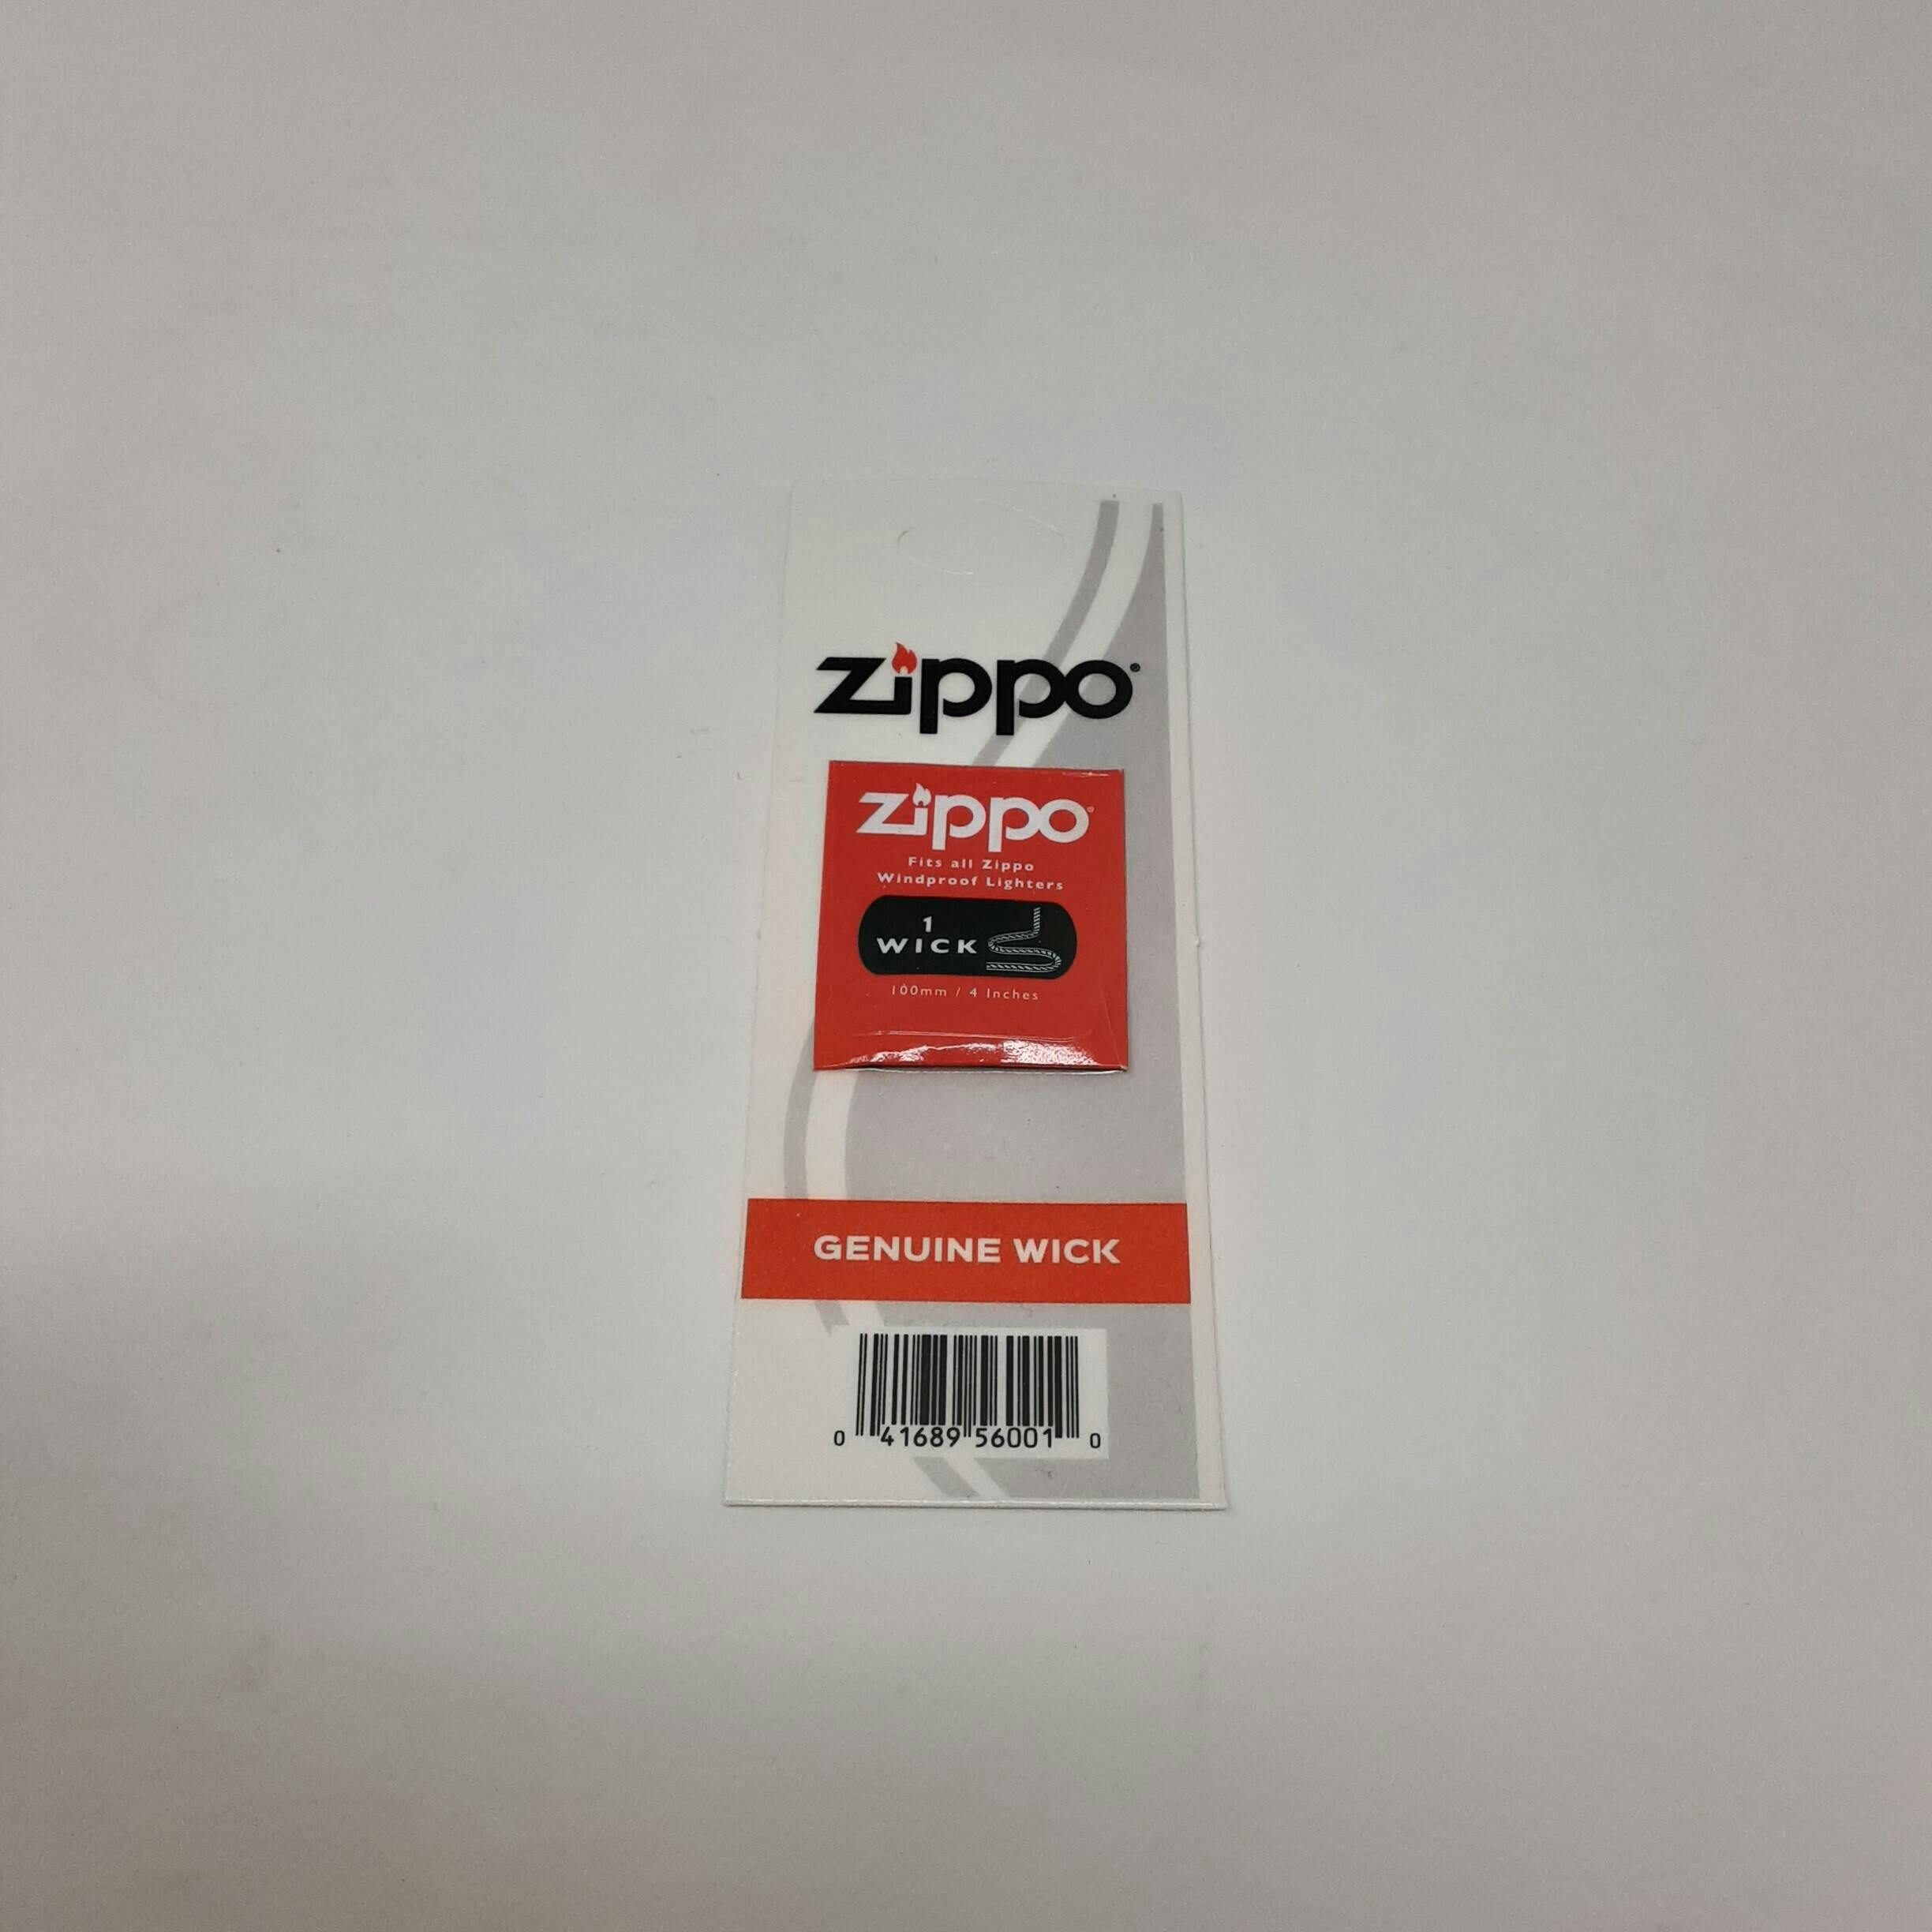 zippo®
zippo®
Fits all Zippo
Windproof Lighters
1
WICK
100mm / 4 Inches
GENUINE WICK
0 41689 56001 0